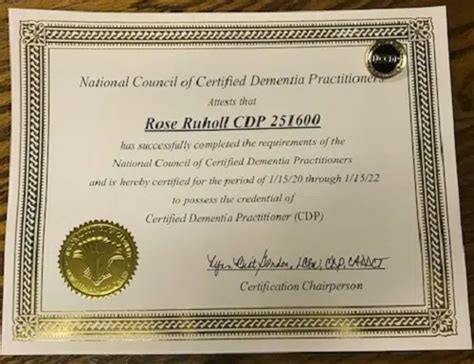 National Council of Certified Dementia Practitioners
Attests that
Rose Ruholl CDP 251600
has successfully completed the requirements of the
National Council of Certified Dementia Practitioners
and is hereby certified for the period of 1/15/20 through 1/15/22
to possess the credential of
Certified Dementia Practitioner (CDP)
Certification Chairperson